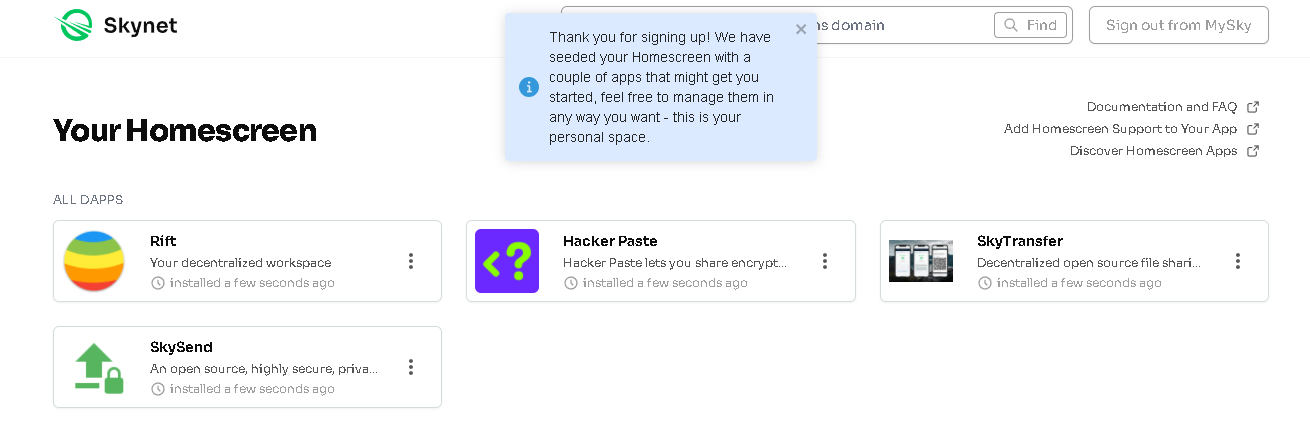 Skynet
ns domain
Find
Sign out from MySky
Thank you for signing up! We have
seeded your Homescreen with a
couple of apps that might get you
started, feel free to manage them in
any way you want - this is your
personal space.
Your Homescreen
Documentation and FAQ
Add Homescreen Support to Your App
Discover Homescreen Apps
ALL DAPPS
Rift
Your decentralized workspace
installed a few seconds ago
Hacker Paste
Hacker Paste lets you share encrypt...
installed a few seconds ago
SkyTransfer
Decentralized open source file shari...
installed a few seconds ago
SkySend
An open source, highly secure, priva...
installed a few seconds ago